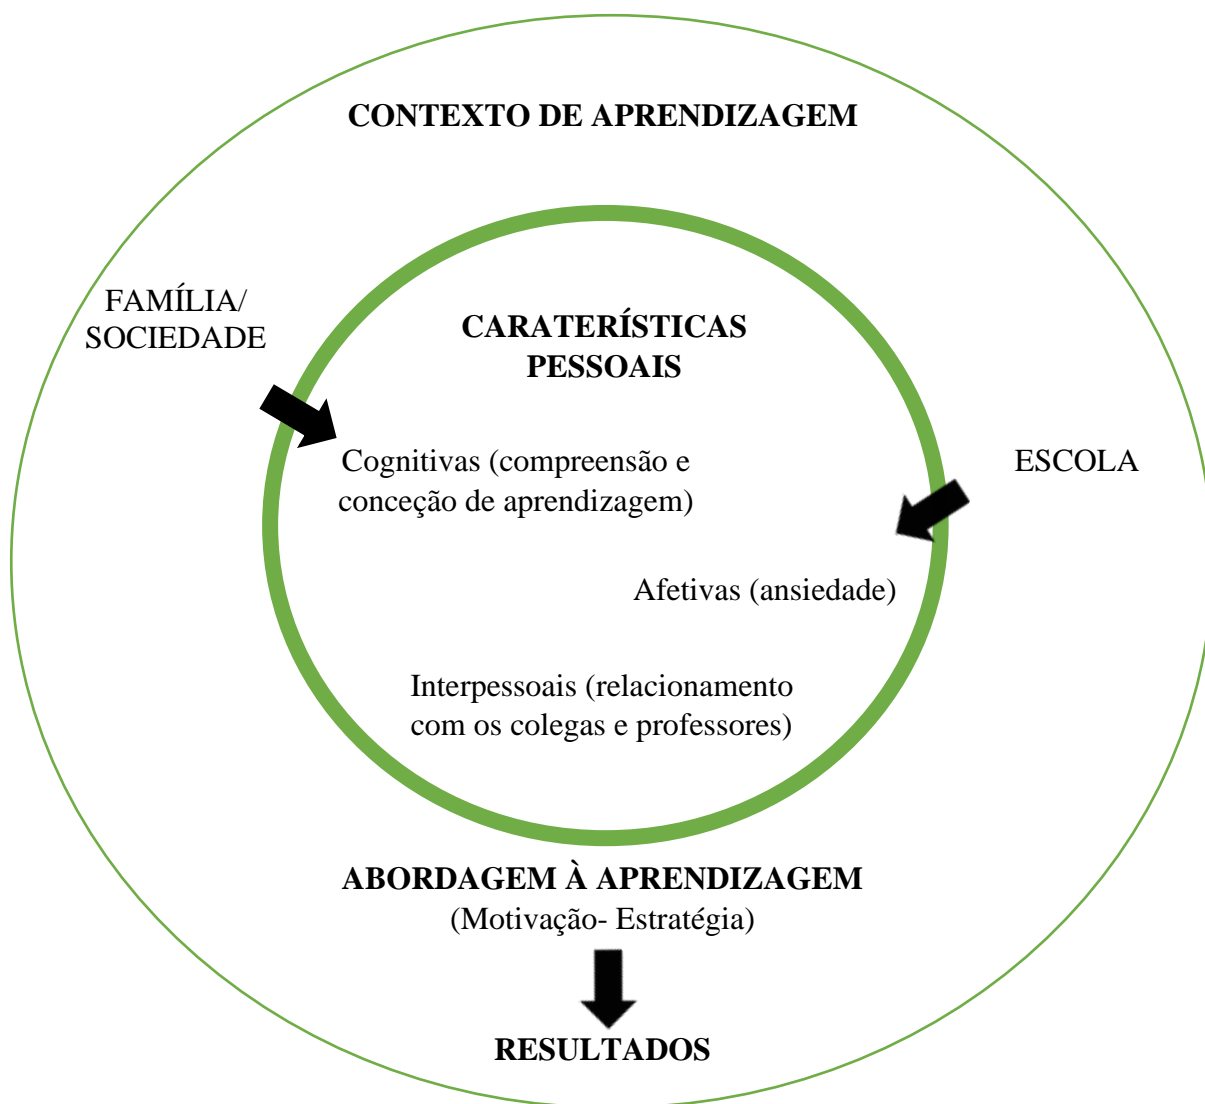 CONTEXTO DE APRENDIZAGEM
FAMÍLIA/
SOCIEDADE
CARATERÍSTICAS
PESSOAIS
Cognitivas (compreensão e
conceção de aprendizagem)
ESCOLA
Afetivas (ansiedade)
Interpessoais (relacionamento
com os colegas e professores)
ABORDAGEM À APRENDIZAGEM
(Motivação- Estratégia)
RESULTADOS